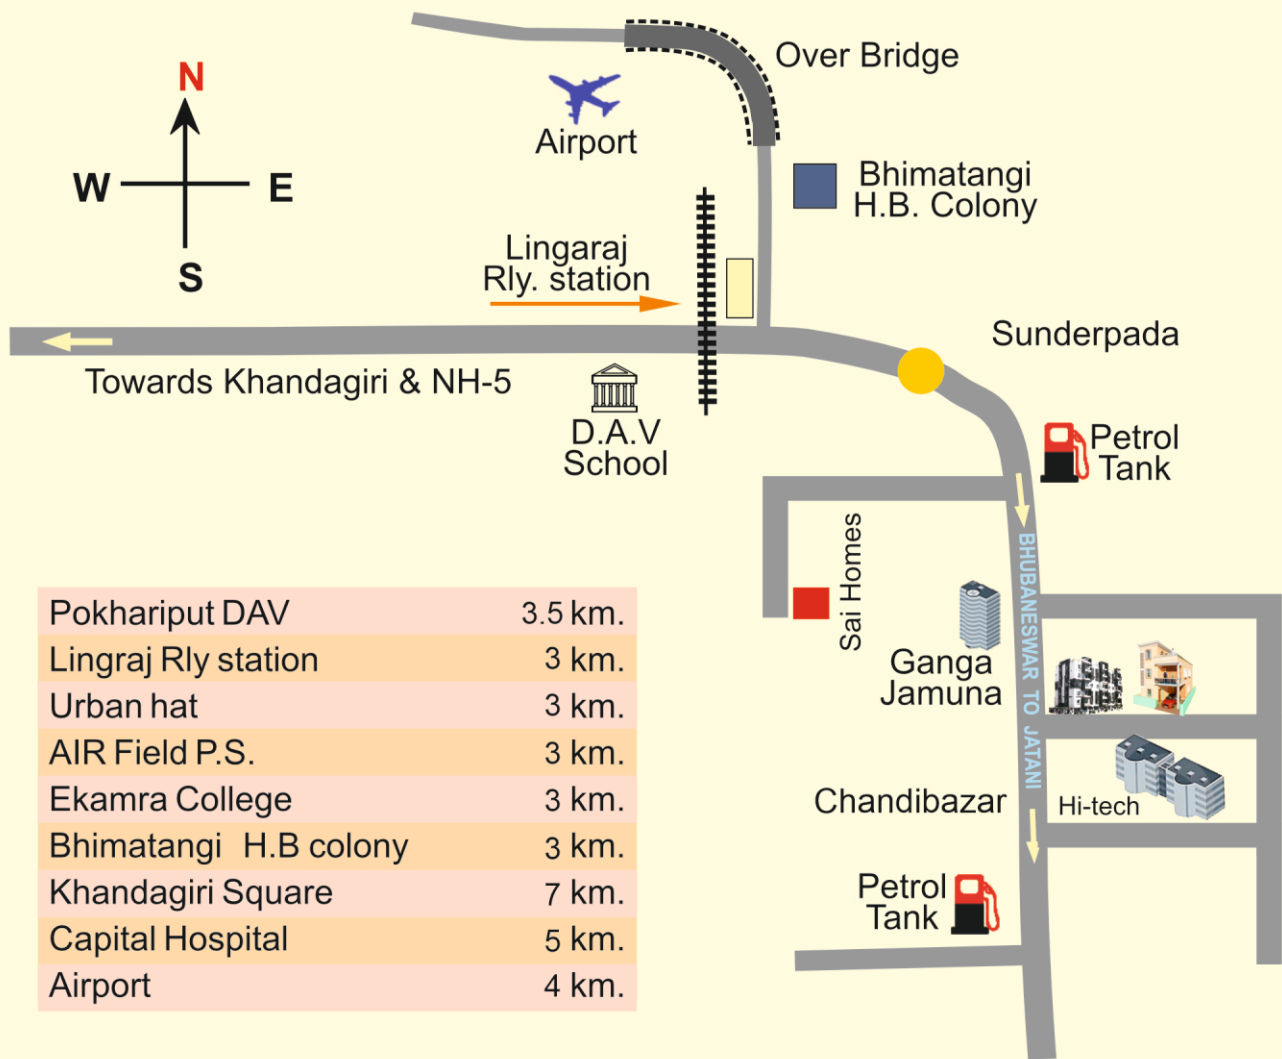 N
W
E
S
Over Bridge
Airport
Bhimatangi
H.B. Colony
Lingaraj
Rly. station
Sunderpada
Towards Khandagiri & NH-5
D.A.V
School
Petrol
Tank
Sai Homes
BHUBANESWAR TO JATANI
Ganga
Jamuna
Chandibazar
Hi-tech
Petrol
Tank
Pokhariput DAV 3.5 km.
Lingraj Rly station 3 km.
Urban hat 3 km.
AIR Field P.S. 3 km.
Ekamra College 3 km.
Bhimatangi H.B colony 3 km.
Khandagiri Square 7 km.
Capital Hospital 5 km.
Airport 4 km.